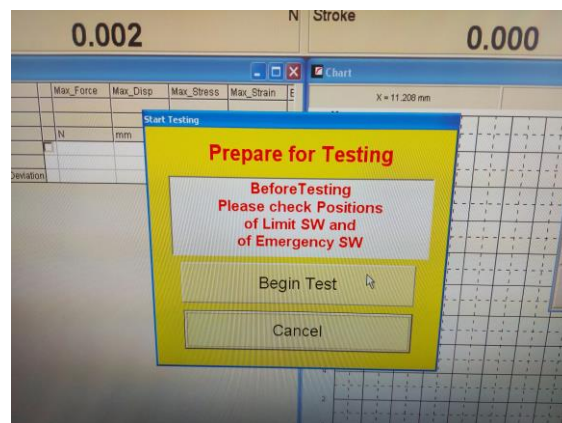 N Stroke
0.002
0.000
Chart
Max_Force Max_Disp Max_Stress Max_Strain E
X = 11.208 mm
N mm
Deviation
Start Testing
Prepare for Testing
BeforeTesting
Please check Positions
of Limit SW and
of Emergency SW
Begin Test
Cancel
2